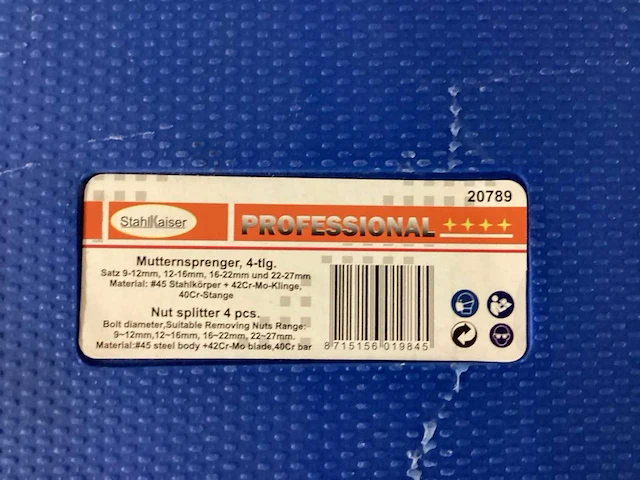 20789
StahlKaiser
PROFESSIONAL
Mutternsprenger, 4-tlg.
Satz 9-12mm, 12-16mm, 16-22mm und 22-27mm
Material: #45 Stahlkörper + 42Cr-Mo-Klinge,
40Cr-Stange
Nut splitter 4 pcs.
Bolt diameter,Suitable Removing Nuts Range:
9~12mm,12~16mm, 16~22mm, 22~27mm.
Material:#45 steel body +42Cr-Mo blade,40Cr bar
8715156 019845